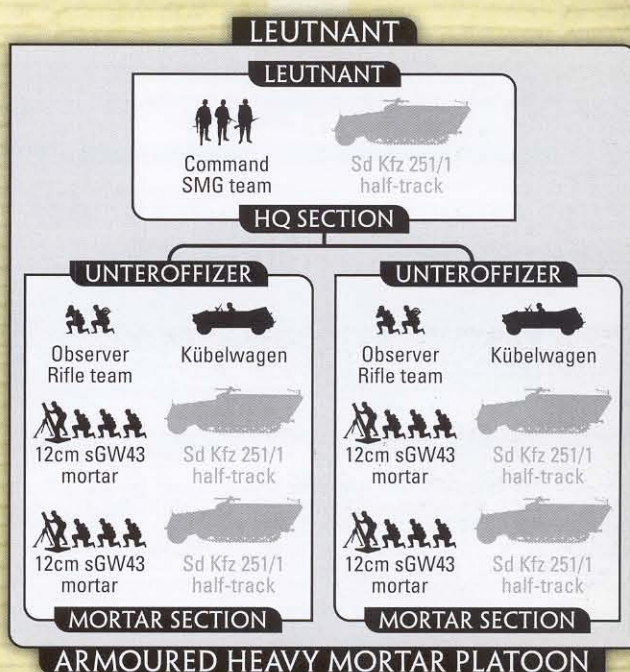 LEUTNANT
LEUTNANT
Command
SMG team
Sd Kfz 251/1
half-track
HQ SECTION
UNTEROFFIZER
Observer
Rifle team
Kübelwagen
12cm sGW43
mortar
Sd Kfz 251/1
half-track
12cm sGW43
mortar
Sd Kfz 251/1
half-track
MORTAR SECTION
UNTEROFFIZER
Observer
Rifle team
Kübelwagen
12cm sGW43
mortar
Sd Kfz 251/1
half-track
12cm sGW43
mortar
Sd Kfz 251/1
half-track
MORTAR SECTION
ARMOURED HEAVY MORTAR PLATOON